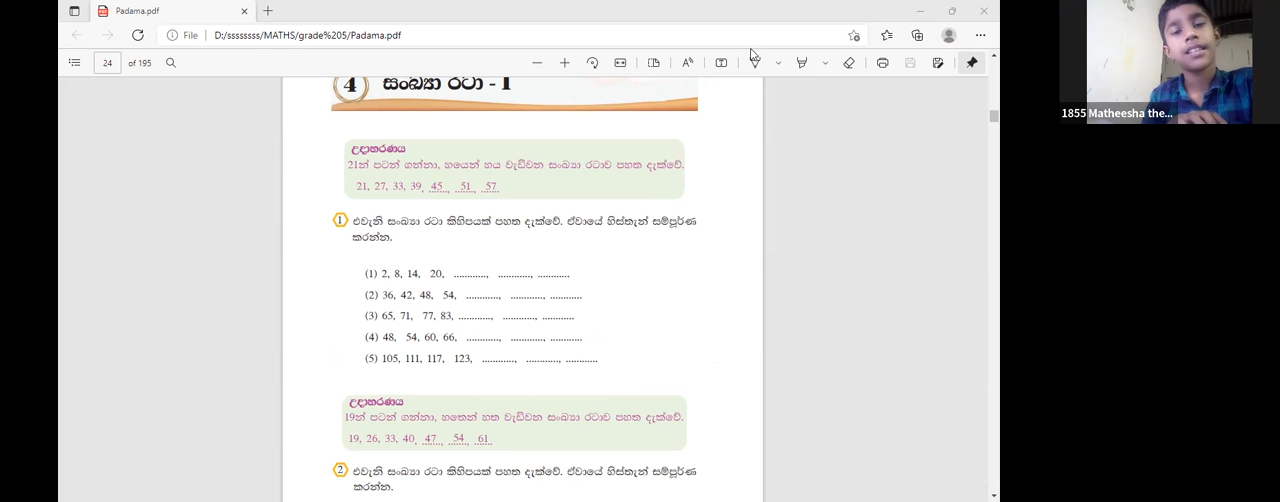 Padama.pdf
File D:/ssssssss/MATHS/grade%205/Padama.pdf
24 of 195
4 සංඛ්‍යා රටා - I
උදාහරණය
21න් පටන් ගන්නා, හයෙන් හය වැඩිවන සංඛ්‍යා රටාව පහත දැක්වේ.
21, 27, 33, 39, 45, 51, 57
1 එවැනි සංඛ්‍යා රටා කිහිපයක් පහත දැක්වේ. ඒවායේ හිස්තැන් සම්පූර්ණ
කරන්න.
(1) 2, 8, 14, 20, ............, ............, ............
(2) 36, 42, 48, 54, ............, ............, ............
(3) 65, 71, 77, 83, ............, ............, ............
(4) 48, 54, 60, 66, ............, ............, ............
(5) 105, 111, 117, 123, ............, ............, ............
උදාහරණය
19න් පටන් ගන්නා, හතෙන් හත වැඩිවන සංඛ්‍යා රටාව පහත දැක්වේ.
19, 26, 33, 40, 47, 54, 61
2 එවැනි සංඛ්‍යා රටා කිහිපයක් පහත දැක්වේ. ඒවායේ හිස්තැන් සම්පූර්ණ
කරන්න.
1855 Matheesha the...